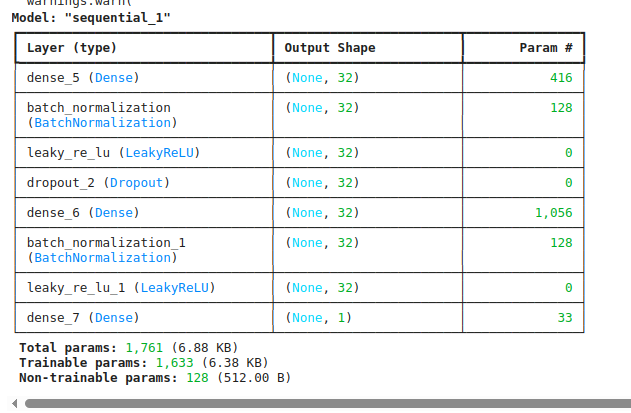 warnings.warn(
Model: "sequential_1"
Layer (type) Output Shape Param #
dense_5 (Dense) (None, 32) 416
batch_normalization (None, 32) 128
(BatchNormalization)
leaky_re_lu (LeakyReLU) (None, 32) 0
dropout_2 (Dropout) (None, 32) 0
dense_6 (Dense) (None, 32) 1,056
batch_normalization_1 (None, 32) 128
(BatchNormalization)
leaky_re_lu_1 (LeakyReLU) (None, 32) 0
dense_7 (Dense) (None, 1) 33
Total params: 1,761 (6.88 KB)
Trainable params: 1,633 (6.38 KB)
Non-trainable params: 128 (512.00 B)